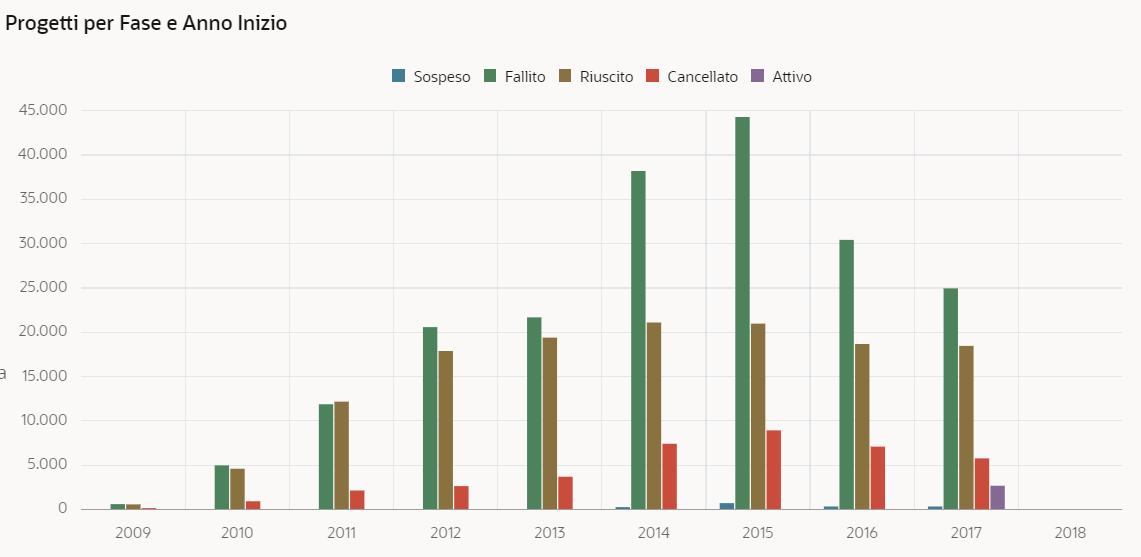 Progetti per Fase e Anno Inizio
Sospeso Fallito Riuscito Cancellato Attivo
45.000
40.000
35.000
30.000
25.000
20.000
a
15.000
10.000
5.000
0
2009 2010 2011 2012 2013 2014 2015 2016 2017 2018